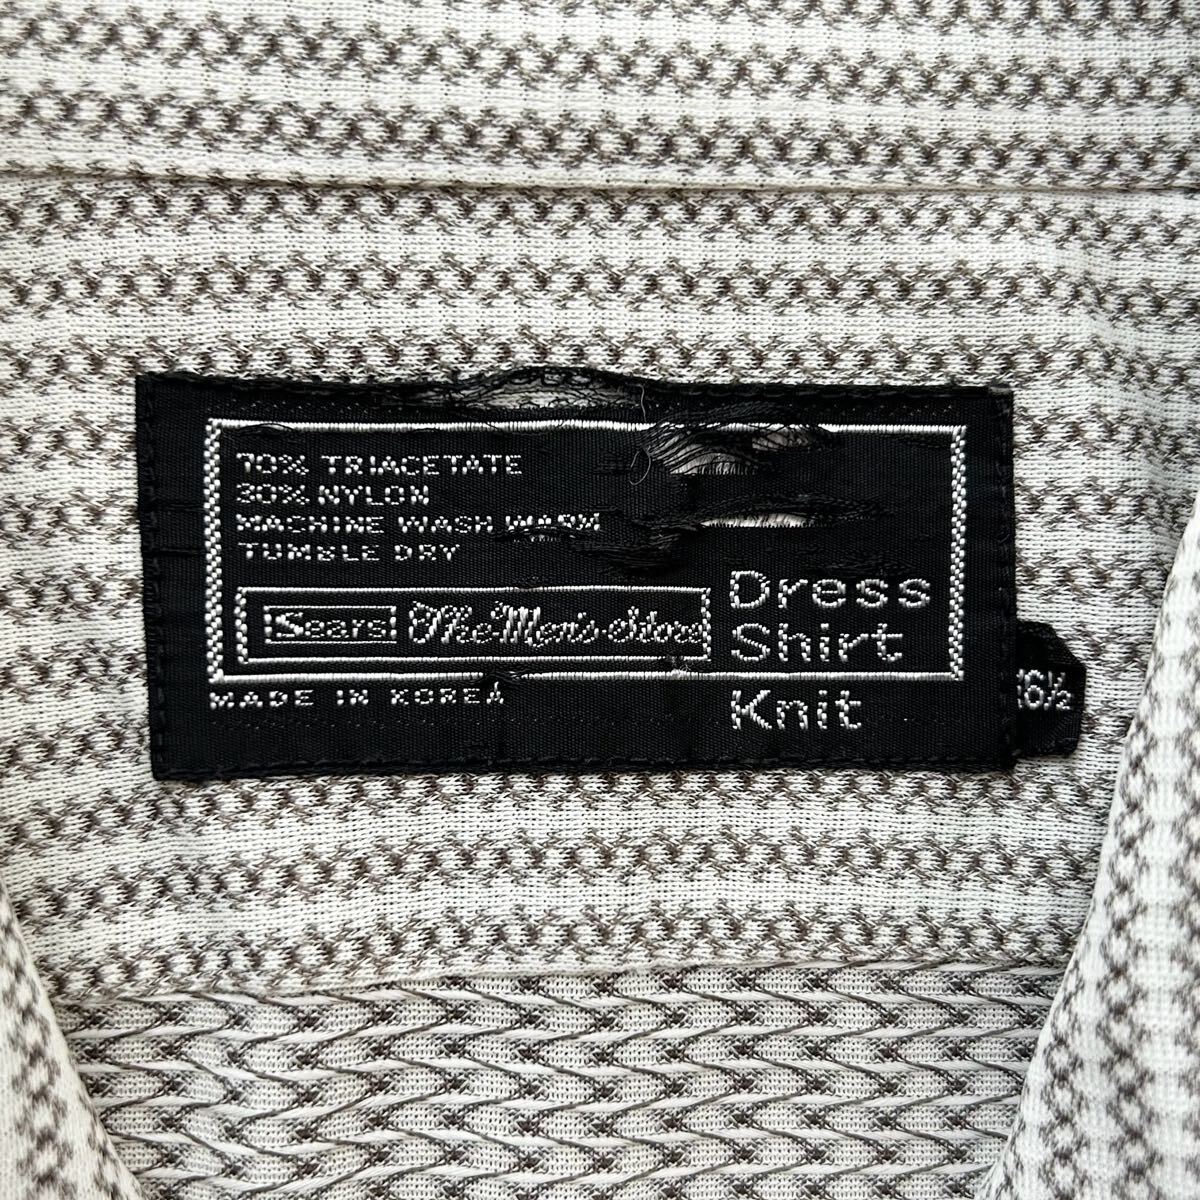 70% TRIACETATE
30% NYLON
MACHINE WASH WARM
TUMBLE DRY
Sears The Men's Store
Dress
Shirt
Knit
MADE IN KOREA
16½